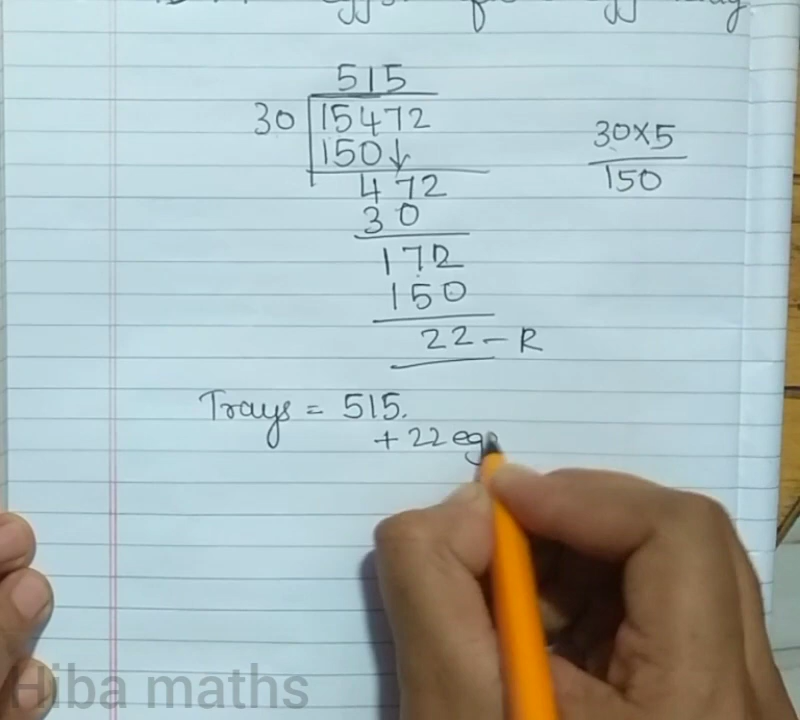 515
30 15472 30×5
150 150
472
30
172
150
22 – R
Trays = 515.
+ 22 eg
Hiba maths